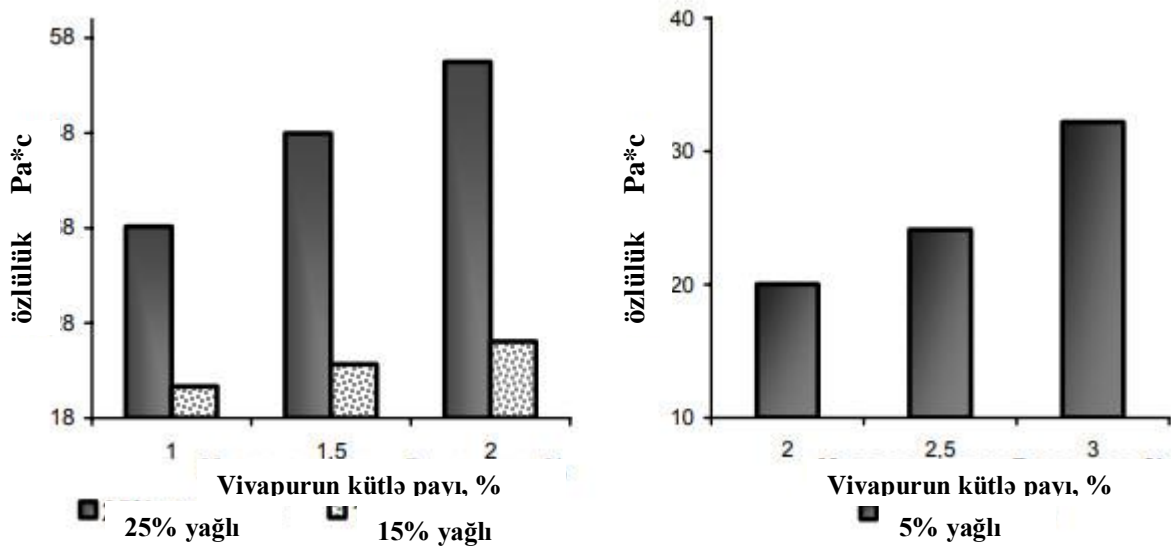 58
18
özlülük Pa*c
1 1,5 2
Vivapurun kütlə payı, %
25% yağlı 15% yağlı
40
30
20
10
özlülük Pa*c
2 2,5 3
Vivapurun kütlə payı, %
5% yağlı